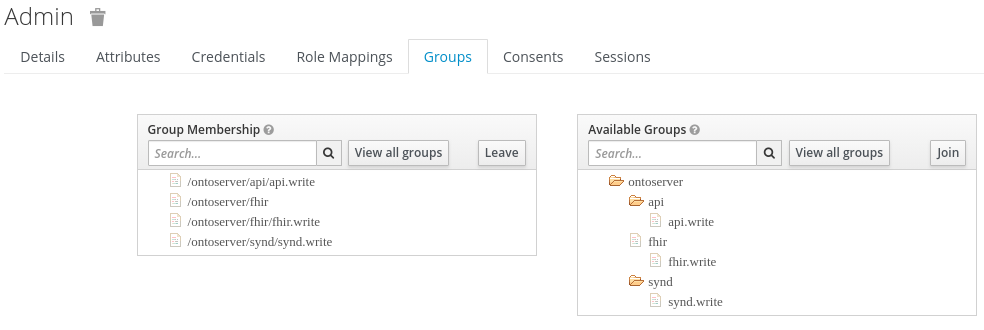 Admin
Details Attributes Credentials Role Mappings Groups Consents Sessions
Group Membership ?
Search...
View all groups
Leave
/ontoserver/api/api.write
/ontoserver/fhir
/ontoserver/fhir/fhir.write
/ontoserver/synd/synd.write
Available Groups ?
Search...
View all groups
Join
ontoserver
api
api.write
fhir
fhir.write
synd
synd.write